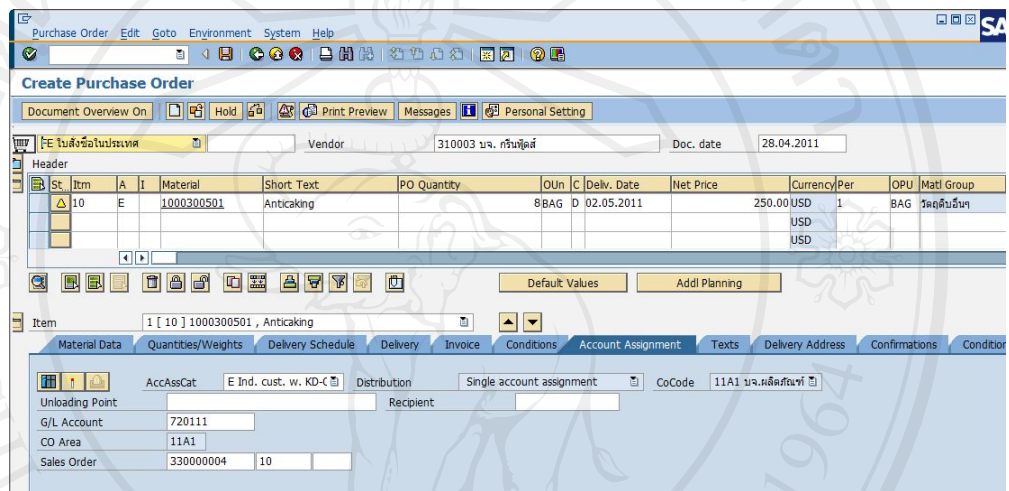 Purchase Order Edit Goto Environment System Help
SA
Create Purchase Order
Document Overview On Hold Print Preview Messages Personal Setting
FE ใบสั่งซื้อในประเทศ Vendor 310003 บจ. กรีนฟู๊ดส์ Doc. date 28.04.2011
Header
St.. Itm A I Material Short Text PO Quantity OUn C Deliv. Date Net Price Currency Per OPU Matl Group
10 E 1000300501 Anticaking 8 BAG D 02.05.2011 250.00 USD 1 BAG วัตถุดิบอื่นๆ
USD
USD
Default Values Addl Planning
Item 1 [ 10 ] 1000300501 , Anticaking
Material Data Quantities/Weights Delivery Schedule Delivery Invoice Conditions Account Assignment Texts Delivery Address Confirmations Condition
AccAssCat E Ind. cust. w. KD-C Distribution Single account assignment CoCode 11A1 บจ.ผลิตภัณฑ์
Unloading Point Recipient
G/L Account 720111
CO Area 11A1
Sales Order 330000004 10
1964